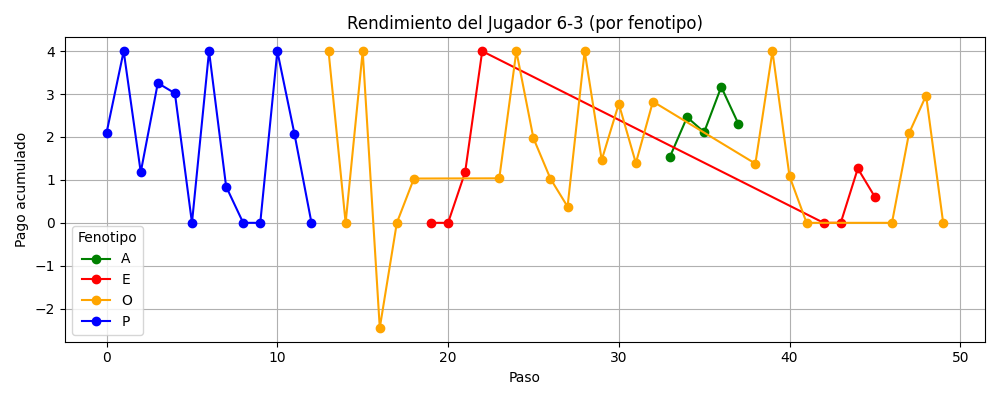 Rendimiento del Jugador 6-3 (por fenotipo)
Pago acumulado
4
3
2
1
0
−1
−2
Fenotipo
A
E
O
P
0 10 20 30 40 50
Paso